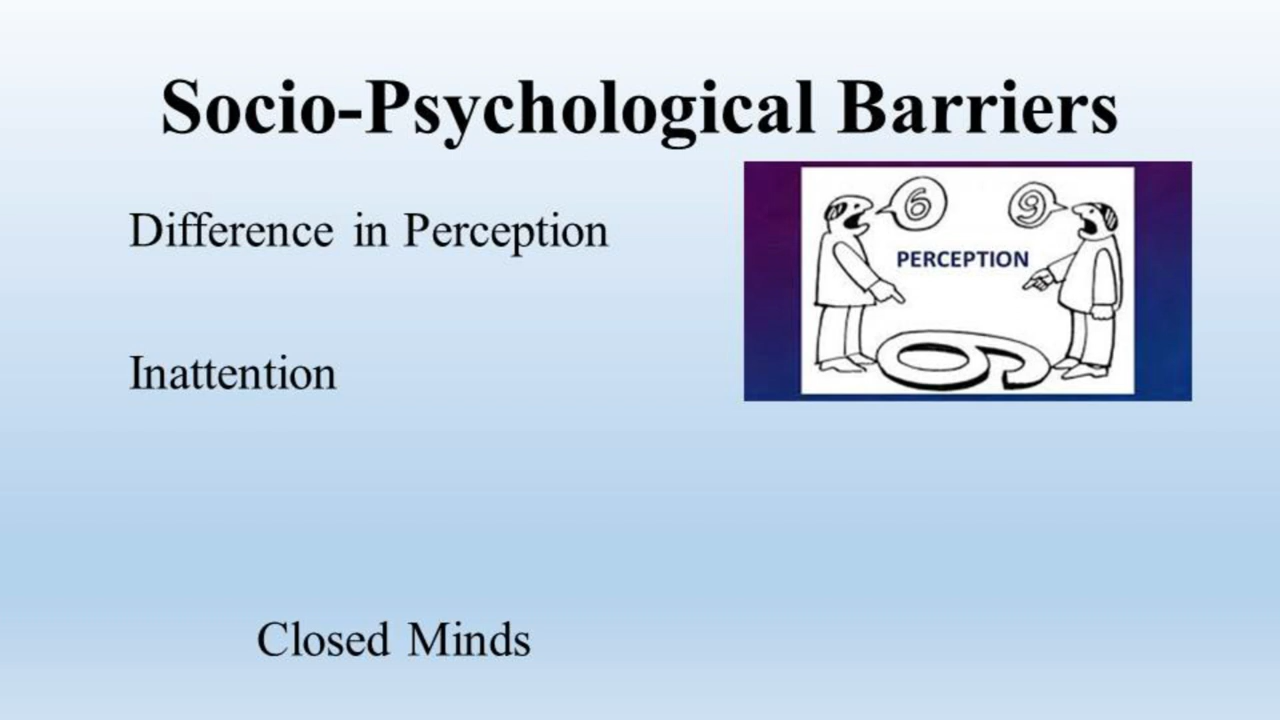 Socio-Psychological Barriers
Difference in Perception
6
9
PERCEPTION
Inattention
Closed Minds